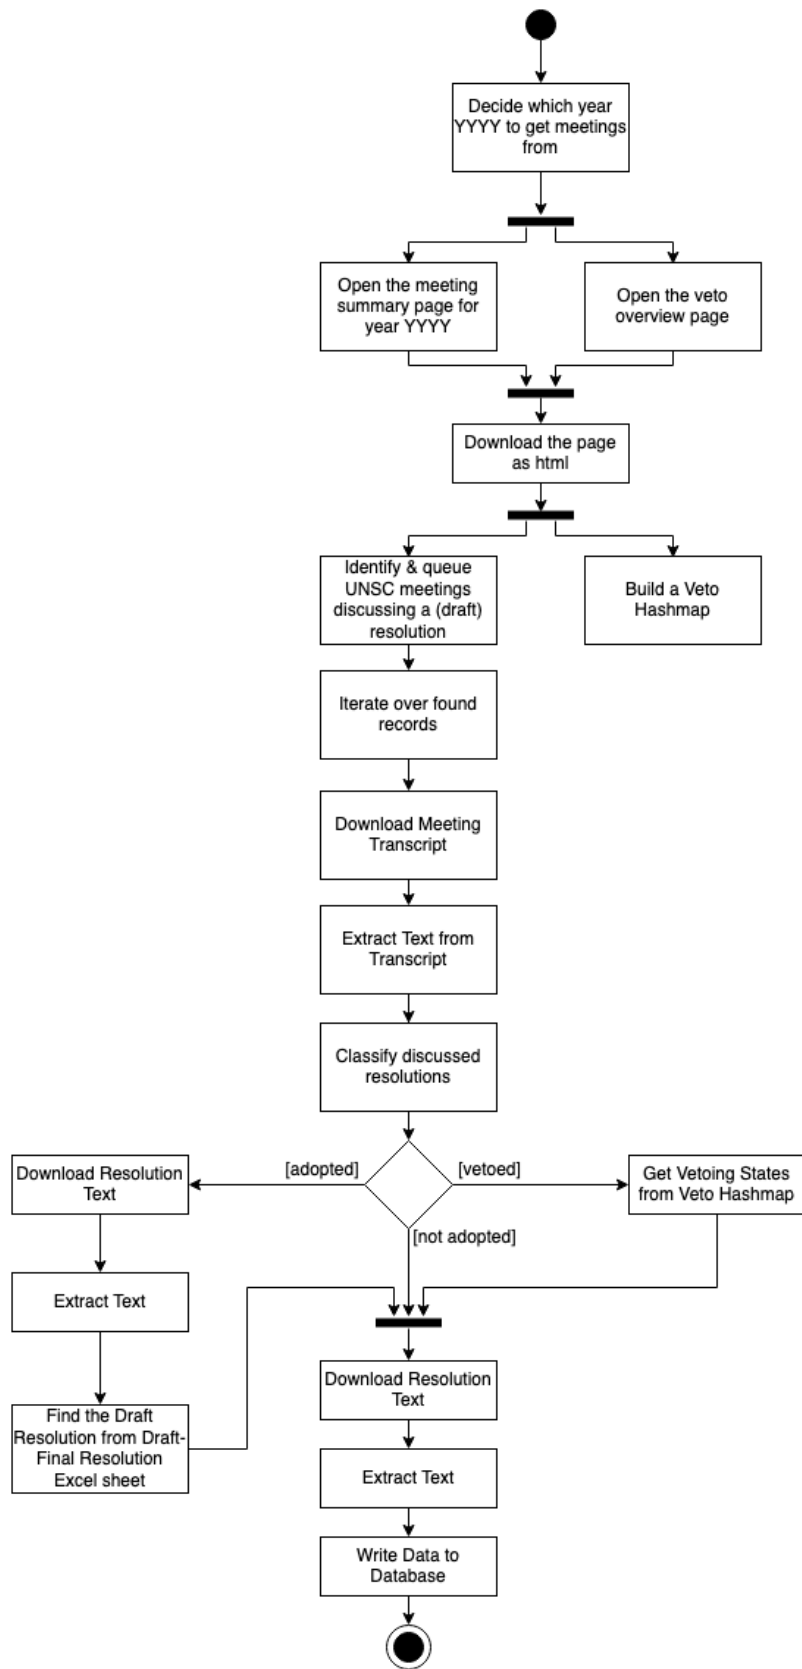 Decide which year
YYYY to get meetings
from
Open the meeting
summary page for
year YYYY
Open the veto
overview page
Download the page
as html
Identify & queue
UNSC meetings
discussing a (draft)
resolution
Build a Veto
Hashmap
Iterate over found
records
Download Meeting
Transcript
Extract Text from
Transcript
Classify discussed
resolutions
[adopted]
[vetoed]
[not adopted]
Download Resolution
Text
Get Vetoing States
from Veto Hashmap
Extract Text
Find the Draft
Resolution from Draft-
Final Resolution
Excel sheet
Download Resolution
Text
Extract Text
Write Data to
Database